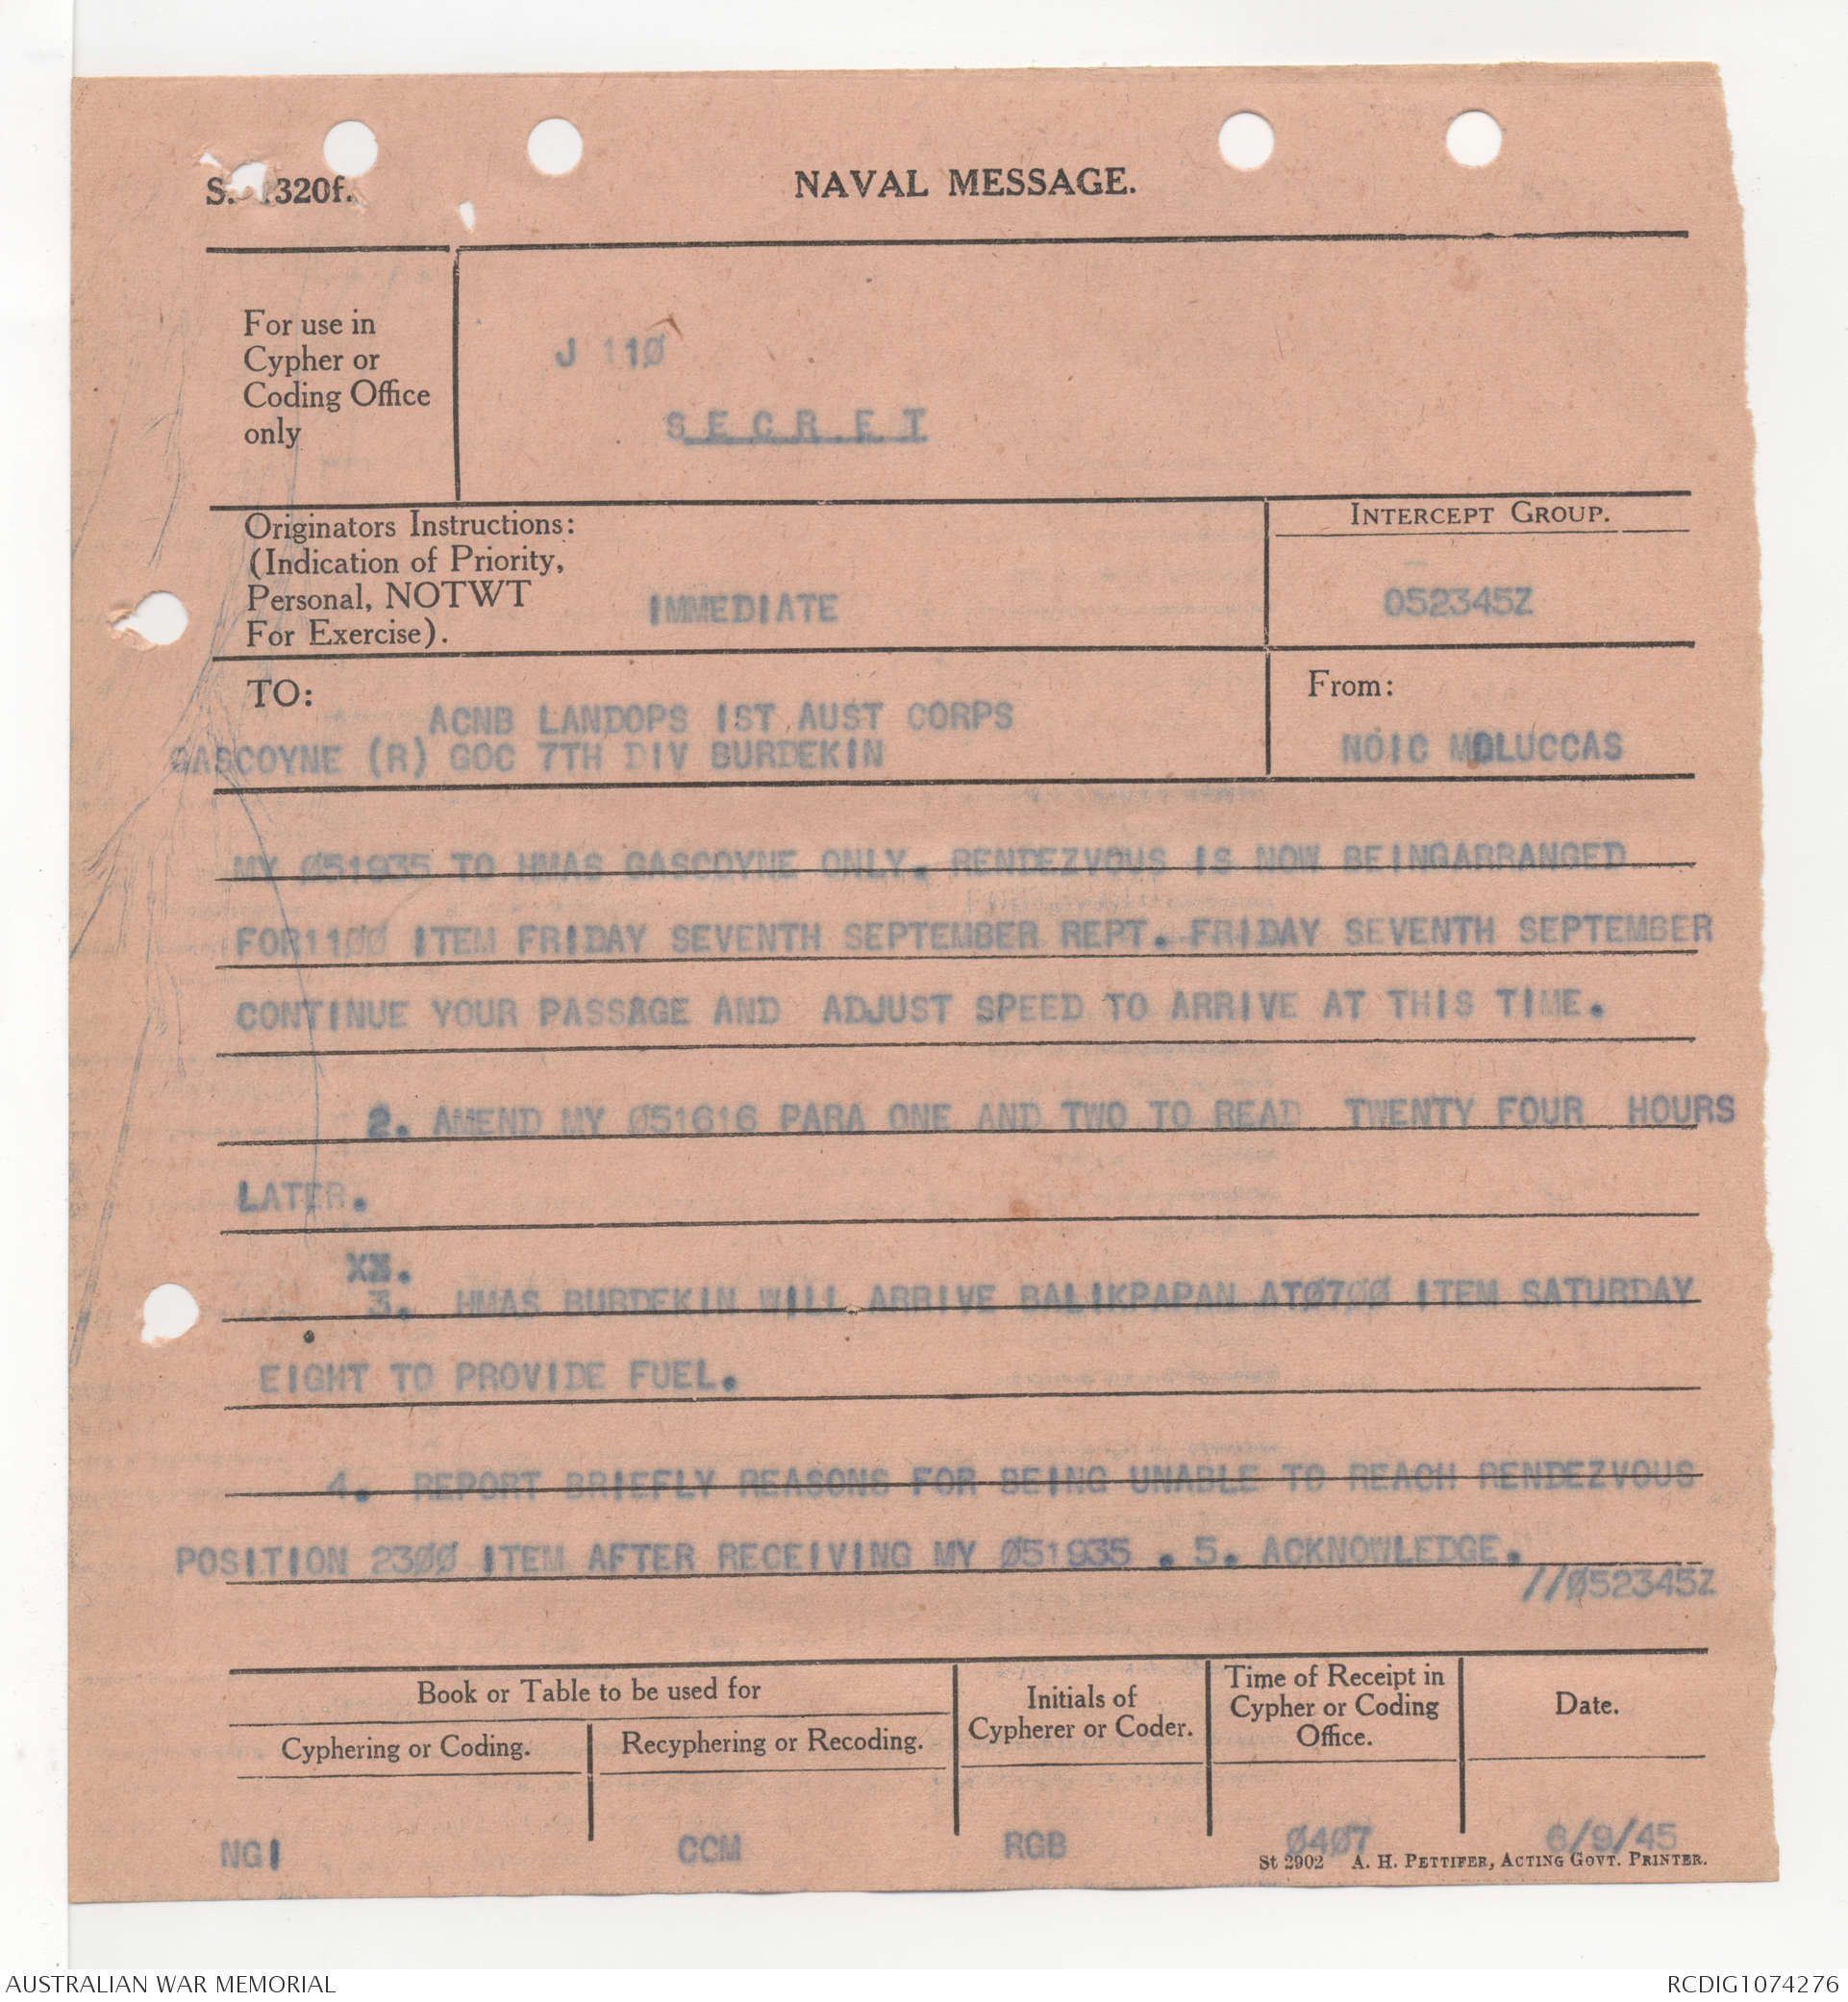 S. 1320f.
NAVAL MESSAGE.
For use in
Cypher or
Coding Office
only
J 11Ø
S E C R E T
Originators Instructions:
(Indication of Priority,
Personal, NOTWT
For Exercise).
IMMEDIATE
INTERCEPT GROUP.
052345Z
TO:
ACNB LANDOPS IST AUST CORPS
GASCOYNE (R) GOC 7TH DIV BURDEKIN
From:
NOIC MOLUCCAS
MY Ø51935 TO HMAS GASCOYNE ONLY. RENDEZVOUS IS NOW BEINGARRANGED
FOR11ØØ ITEM FRIDAY SEVENTH SEPTEMBER REPT. FRIDAY SEVENTH SEPTEMBER
CONTINUE YOUR PASSAGE AND ADJUST SPEED TO ARRIVE AT THIS TIME.
2. AMEND MY Ø51616 PARA ONE AND TWO TO READ TWENTY FOUR HOURS
LATER.
XX.
3. HMAS BURDEKIN WILL ARRIVE BALIKPAPAN ATØ7ØØ ITEM SATURDAY
EIGHT TO PROVIDE FUEL.
4. REPORT BRIEFLY REASONS FOR BEING UNABLE TO REACH RENDEZVOUS
POSITION 23ØØ ITEM AFTER RECEIVING MY Ø51935 . 5. ACKNOWLEDGE.
//Ø52345Z
Book or Table to be used for
Cyphering or Coding.
Recyphering or Recoding.
Initials of
Cypherer or Coder.
Time of Receipt in
Cypher or Coding
Office.
Date.
NGI
CCM
RGB
Ø4Ø7
6/9/45
St 2902 A. H. PETTIFER, ACTING GOVT. PRINTER.
AUSTRALIAN WAR MEMORIAL
RCDIG1074276